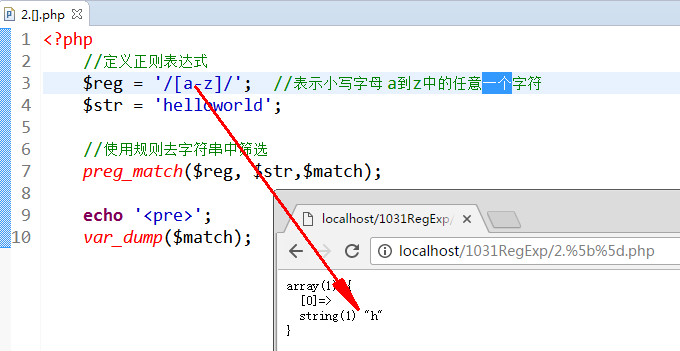 2.[].php
1 <?php
2 //定义正则表达式
3 $reg = '/[a-z]/'; //表示小写字母 a到z中的任意一个字符
4 $str = 'helloworld';
5
6 //使用规则去字符串中筛选
7 preg_match($reg, $str,$match);
8
9 echo '<pre>';
10 var_dump($match);
localhost/1031RegExp/
localhost/1031RegExp/2.%5b%5d.php
array(1) {
[0]=>
string(1) "h"
}